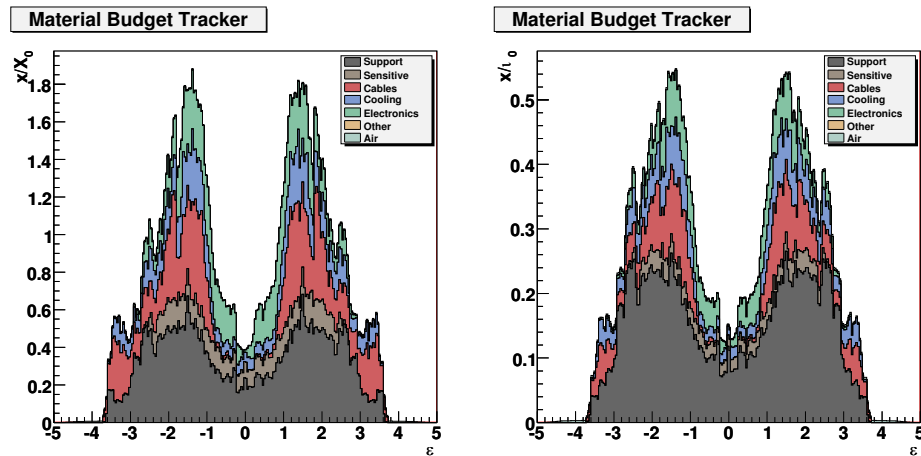 Material Budget Tracker
x/X₀
1.8
1.6
1.4
1.2
1
0.8
0.6
0.4
0.2
0
Support
Sensitive
Cables
Cooling
Electronics
Other
Air
-5 -4 -3 -2 -1 0 1 2 3 4 5
ε
Material Budget Tracker
x/ι₀
0.5
0.4
0.3
0.2
0.1
0
Support
Sensitive
Cables
Cooling
Electronics
Other
Air
-5 -4 -3 -2 -1 0 1 2 3 4 5
ε